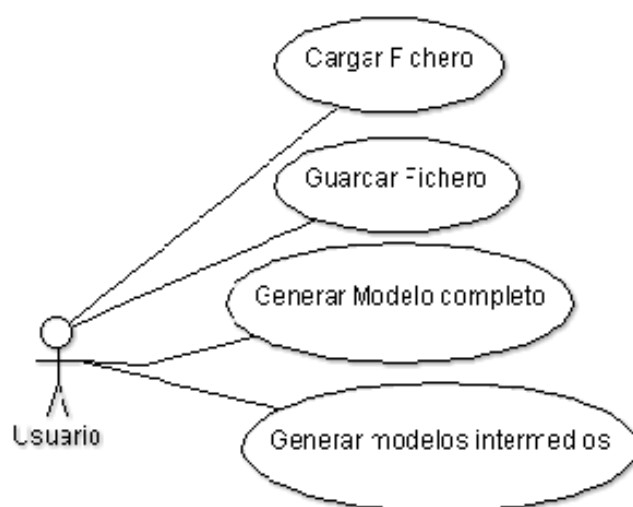 Cargar Fichero
Guardar Fichero
Generar Modelo completo
Generar modelos intermedios
Usuario